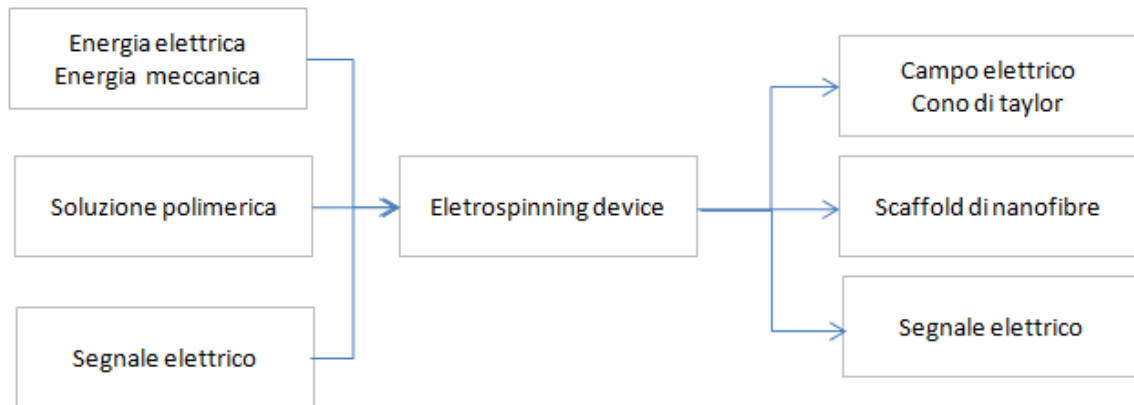 Energia elettrica
Energia meccanica
Soluzione polimerica
Segnale elettrico
Eletrospinning device
Campo elettrico
Cono di taylor
Scaffold di nanofibre
Segnale elettrico